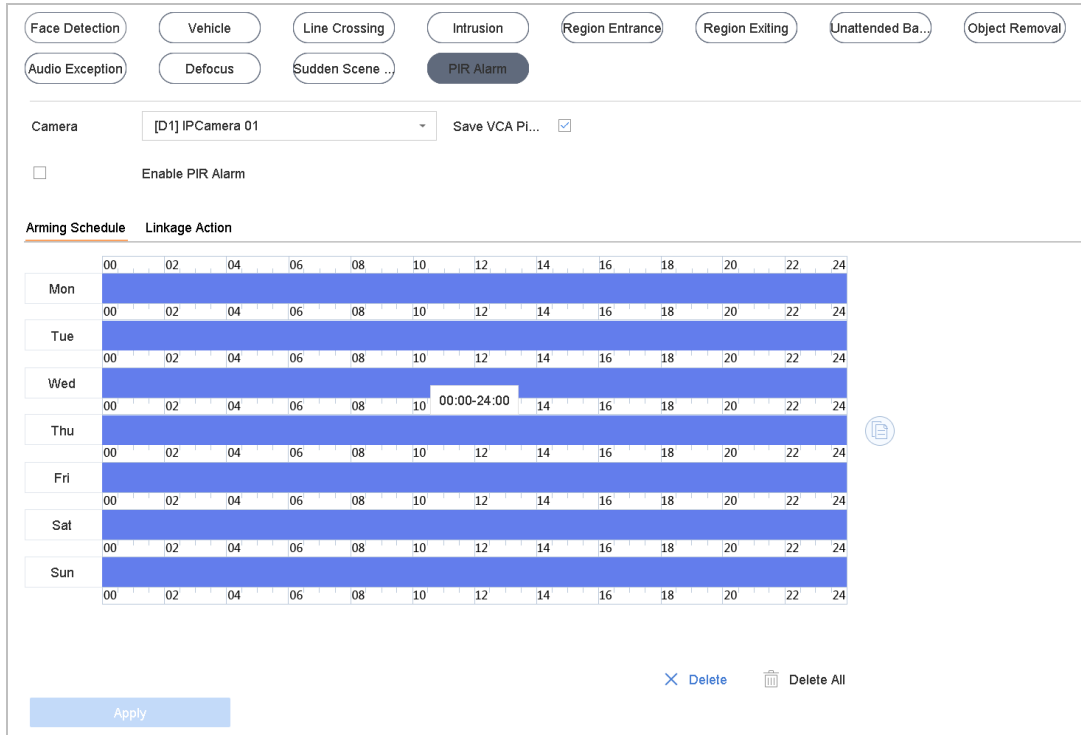 Face Detection Vehicle Line Crossing Intrusion Region Entrance Region Exiting Unattended Ba... Object Removal
Audio Exception Defocus Sudden Scene ... PIR Alarm
Camera [D1] IPCamera 01 Save VCA Pi...
Enable PIR Alarm
Arming Schedule Linkage Action
00 02 04 06 08 10 12 14 16 18 20 22 24
Mon
00 02 04 06 08 10 12 14 16 18 20 22 24
Tue
00 02 04 06 08 10 12 14 16 18 20 22 24
Wed
00:00-24:00
00 02 04 06 08 10 14 16 18 20 22 24
Thu
00 02 04 06 08 10 12 14 16 18 20 22 24
Fri
00 02 04 06 08 10 12 14 16 18 20 22 24
Sat
00 02 04 06 08 10 12 14 16 18 20 22 24
Sun
00 02 04 06 08 10 12 14 16 18 20 22 24
Delete Delete All
Apply